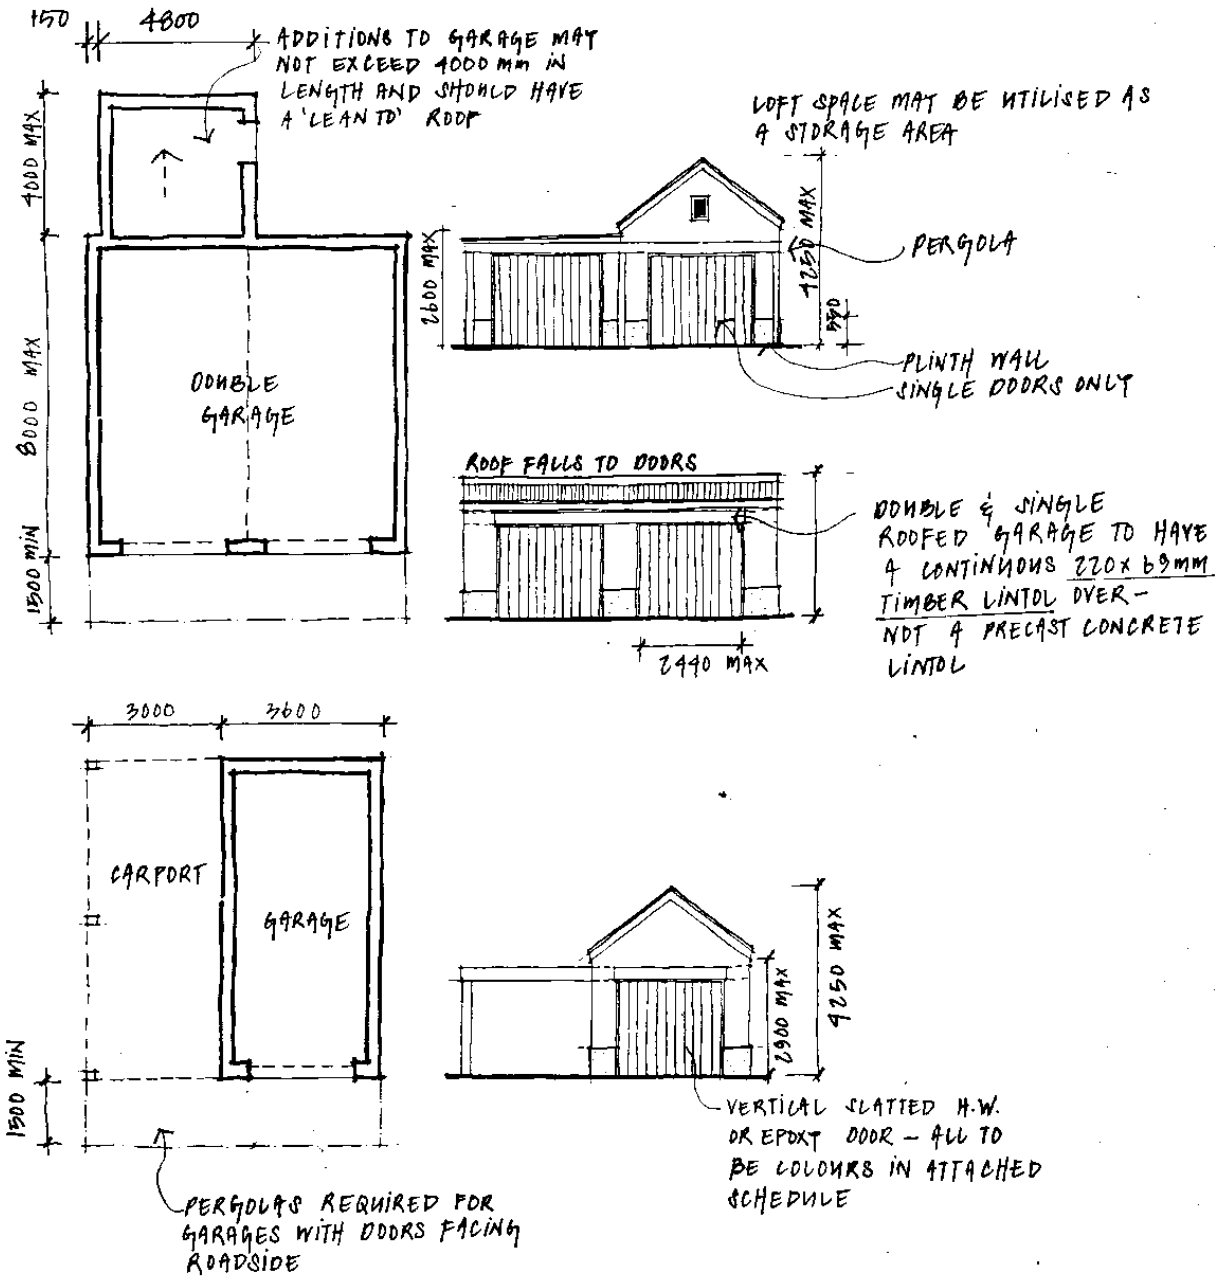 150
4800
ADDITIONS TO GARAGE MAY
NOT EXCEED 4000 mm IN
LENGTH AND SHOULD HAVE
A 'LEAN TO' ROOF
4000 MAX
8000 MAX
1500 MIN
DOUBLE
GARAGE
LOFT SPACE MAY BE UTILISED AS
A STORAGE AREA
2600 MAX
4250 MAX
PERGOLA
550
PLINTH WALL
SINGLE DOORS ONLY
ROOF FALLS TO DOORS
DOUBLE & SINGLE
ROOFED GARAGE TO HAVE
A CONTINUOUS 220 x 69mm
TIMBER LINTOL OVER –
NOT A PRECAST CONCRETE
LINTOL
2440 MAX
3000
3600
CARPORT
GARAGE
1500 MIN
2900 MAX
4250 MAX
VERTICAL SLATTED H.W.
OR EPOXY DOOR – ALL TO
BE COLOURS IN ATTACHED
SCHEDULE
PERGOLAS REQUIRED FOR
GARAGES WITH DOORS FACING
ROADSIDE